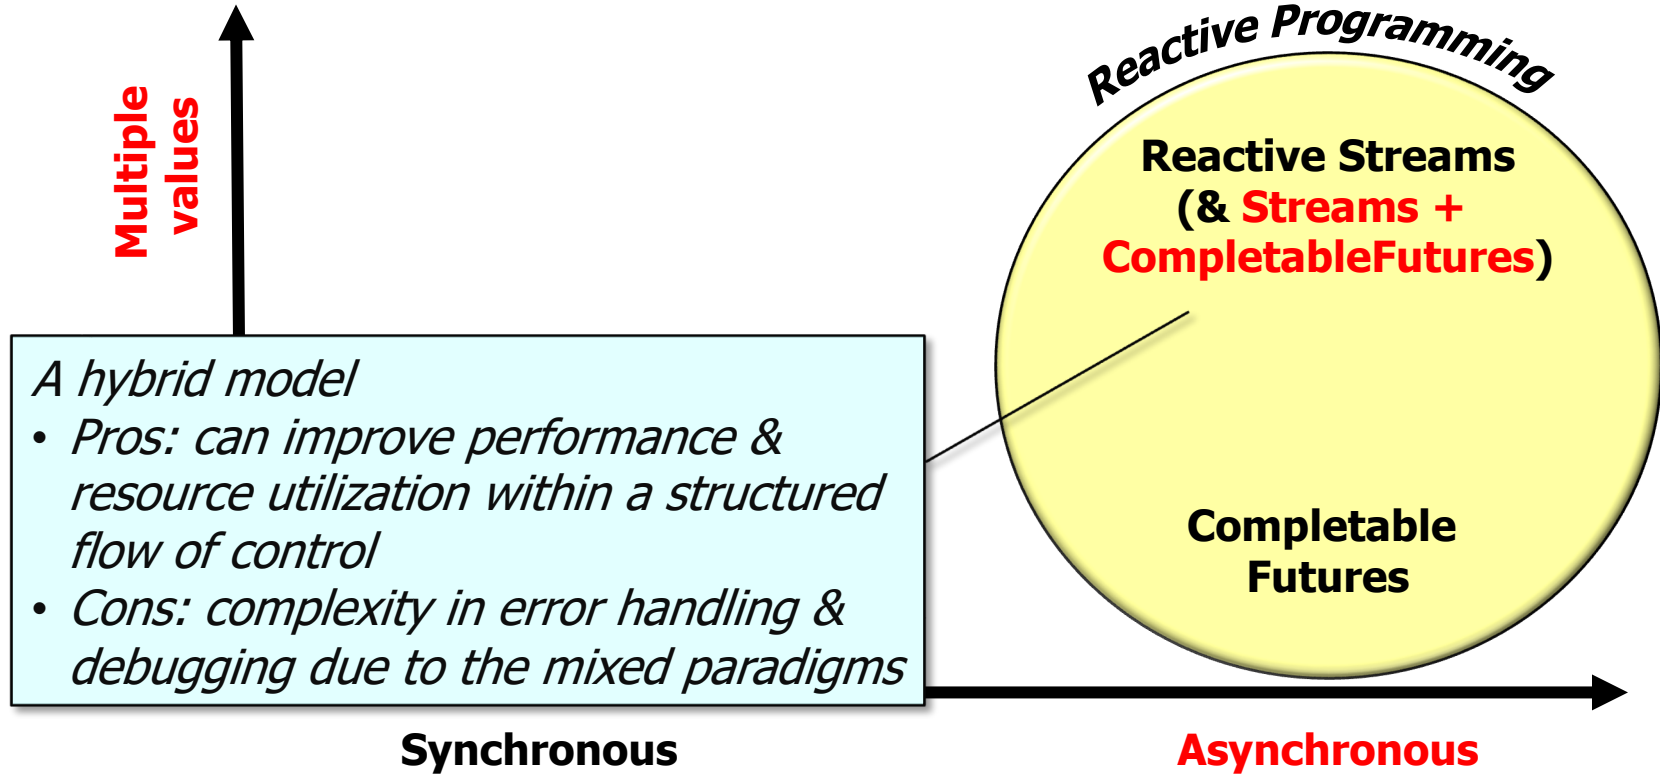 Reactive Programming
Multiple
values
Reactive Streams
(& Streams +
CompletableFutures)
A hybrid model
• Pros: can improve performance &
resource utilization within a structured
flow of control
• Cons: complexity in error handling &
debugging due to the mixed paradigms
Completable
Futures
Synchronous
Asynchronous